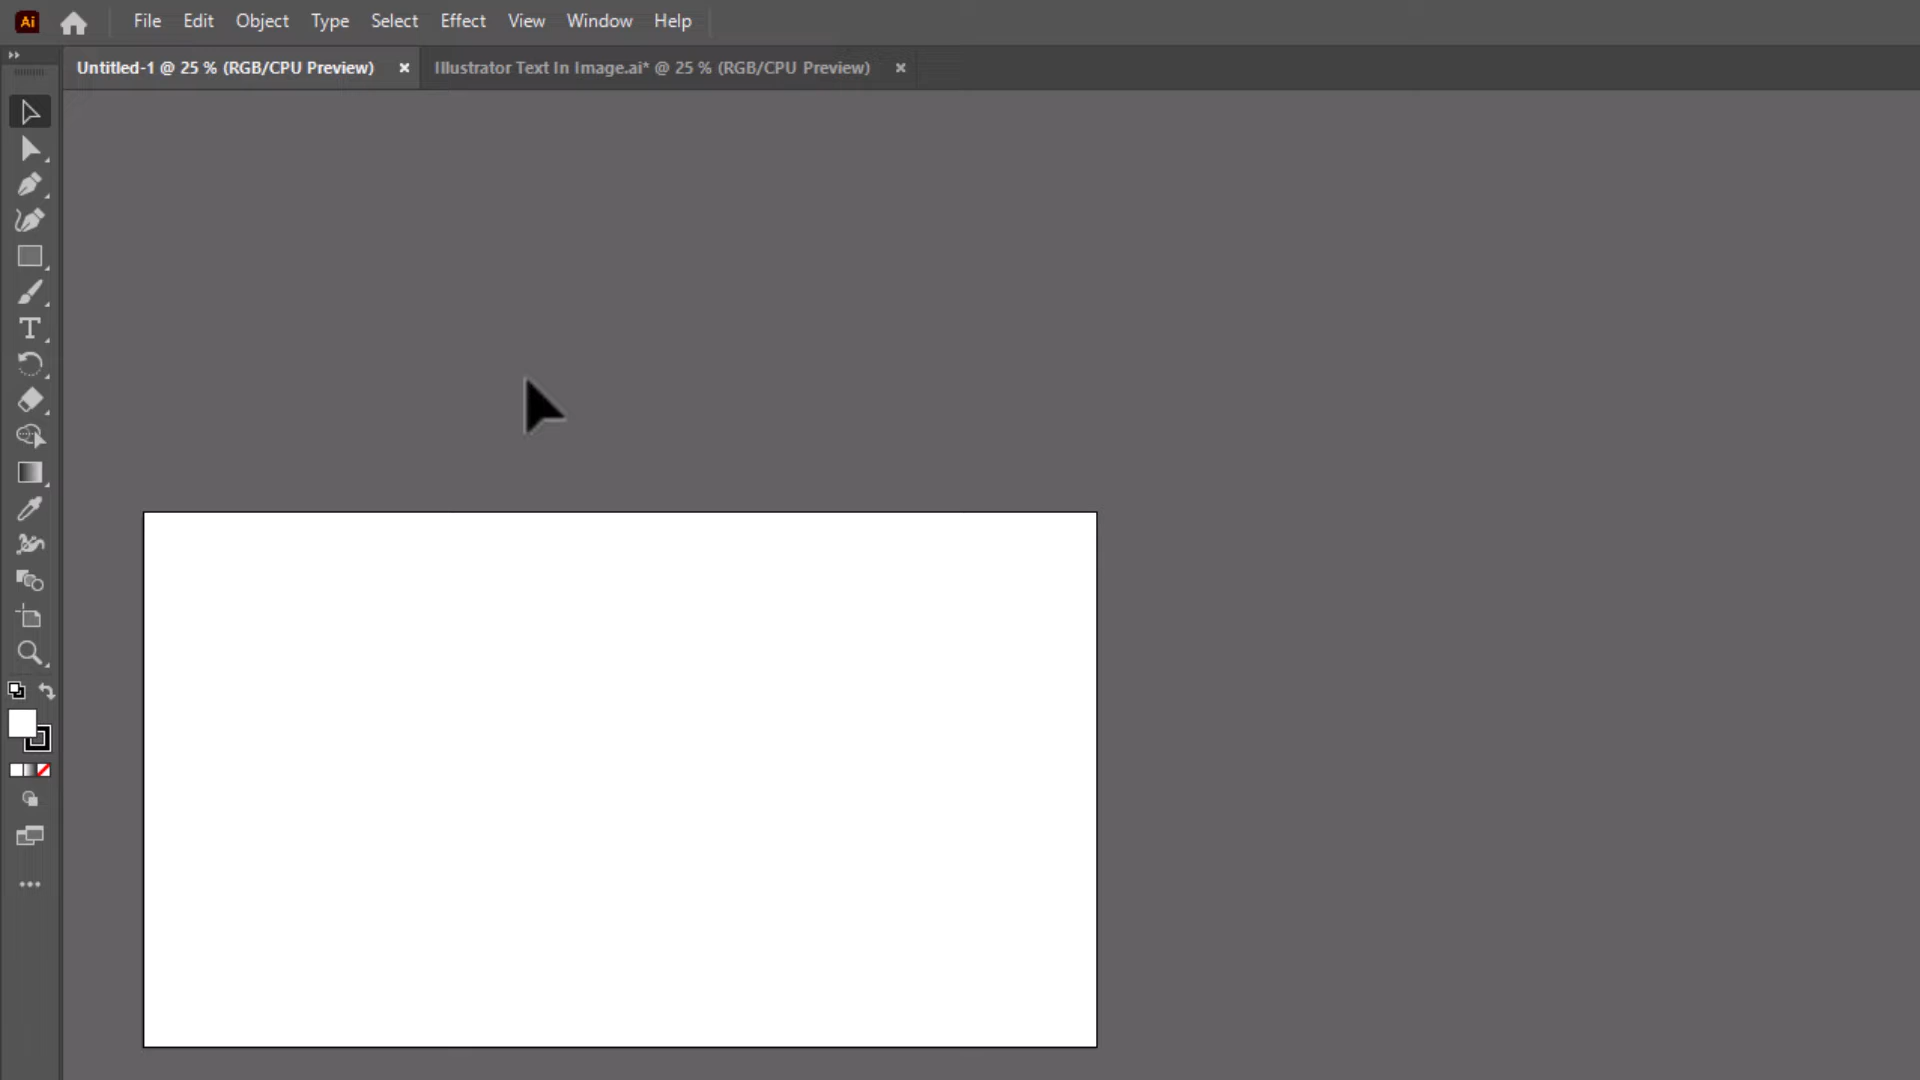 Ai File Edit Object Type Select Effect View Window Help
Untitled-1 @ 25 % (RGB/CPU Preview) × Illustrator Text In Image.ai* @ 25 % (RGB/CPU Preview) ×
T